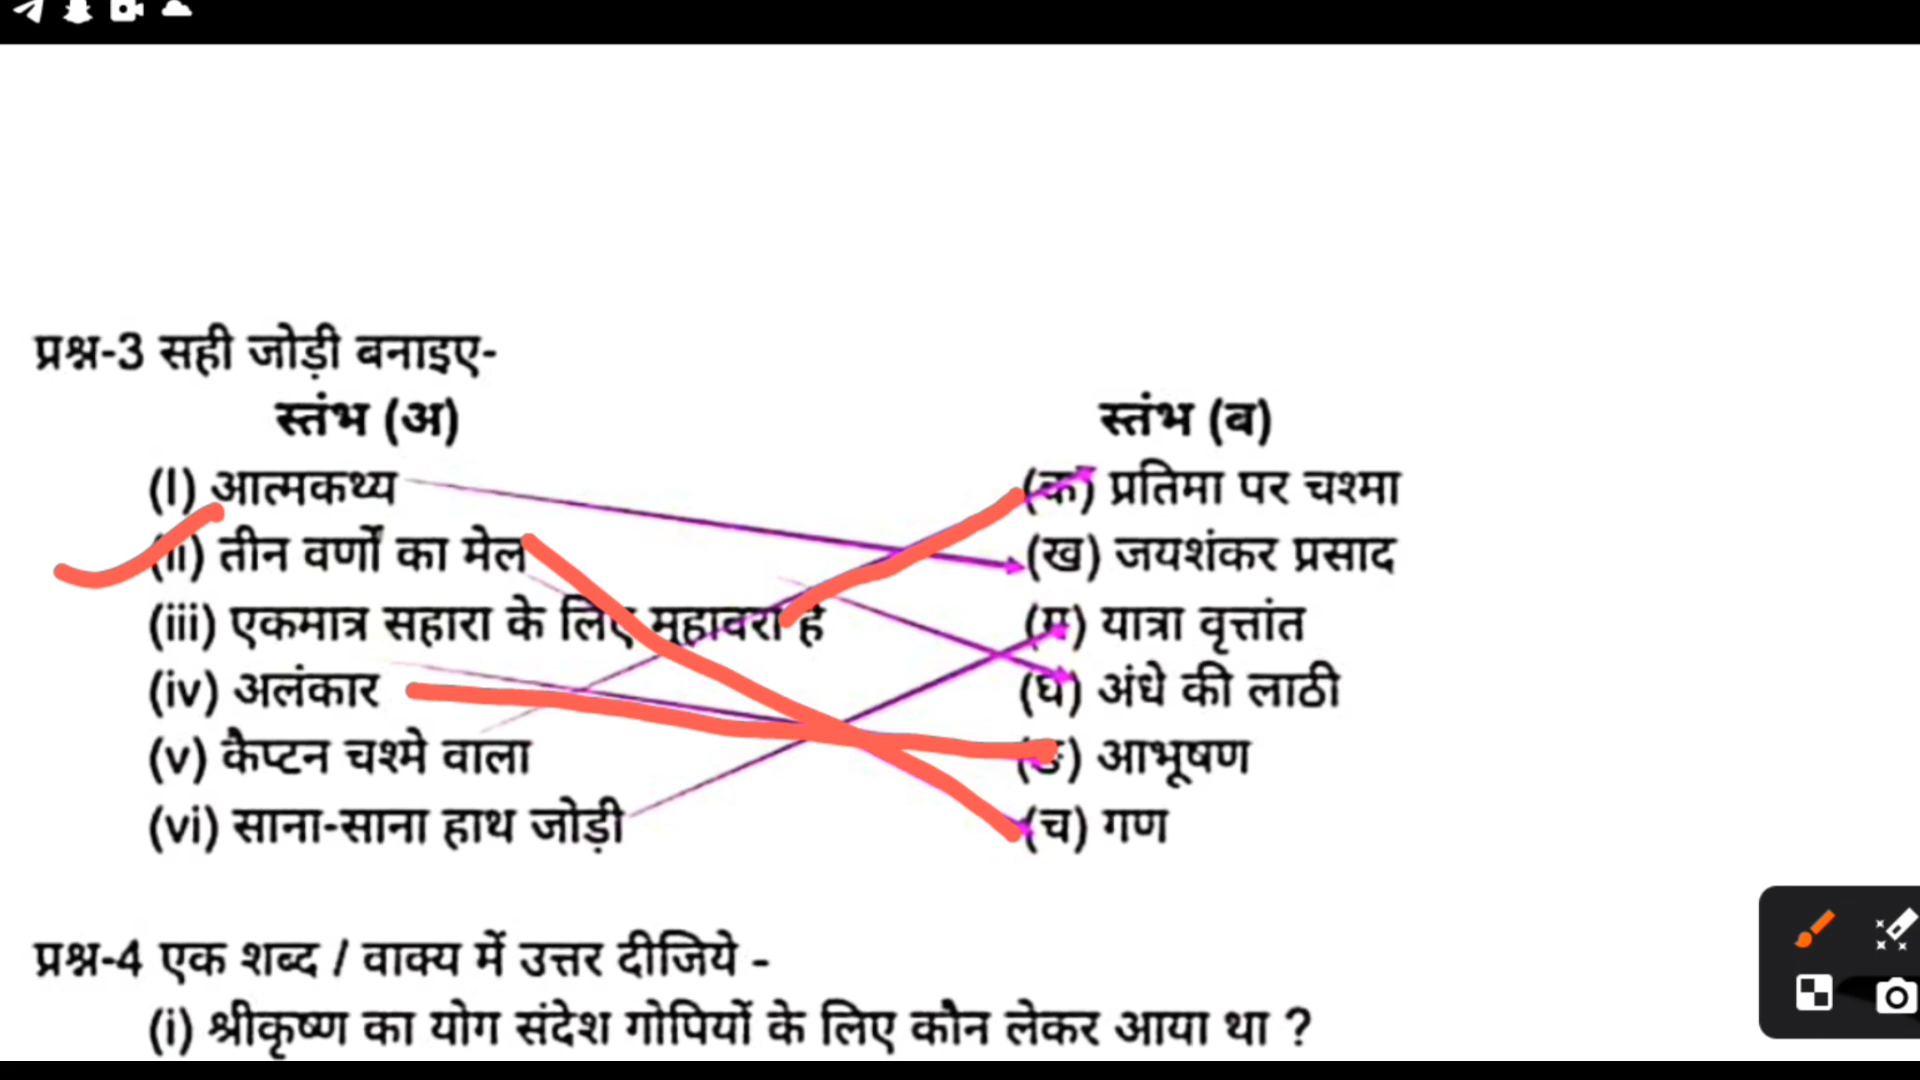 प्रश्न-3 सही जोड़ी बनाइए-
स्तंभ (अ) स्तंभ (ब)
(I) आत्मकथ्य (क) प्रतिमा पर चश्मा
(ii) तीन वर्णों का मेल (ख) जयशंकर प्रसाद
(iii) एकमात्र सहारा के लिए मुहावरा है (ग) यात्रा वृत्तांत
(iv) अलंकार (घ) अंधे की लाठी
(v) कैप्टन चश्मे वाला (ङ) आभूषण
(vi) साना-साना हाथ जोड़ी (च) गण
प्रश्न-4 एक शब्द / वाक्य में उत्तर दीजिये -
(i) श्रीकृष्ण का योग संदेश गोपियों के लिए कौन लेकर आया था ?